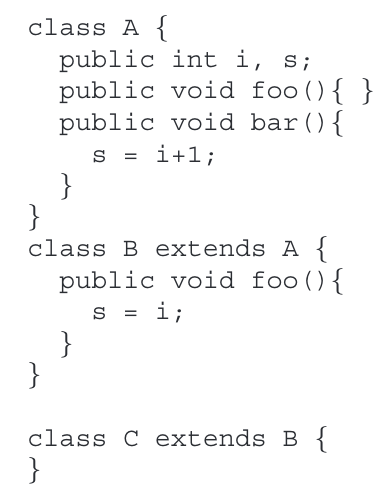 class A {
  public int i, s;
  public void foo(){ }
  public void bar(){
    s = i+1;
  }
}
class B extends A {
  public void foo(){
    s = i;
  }
}

class C extends B {
}